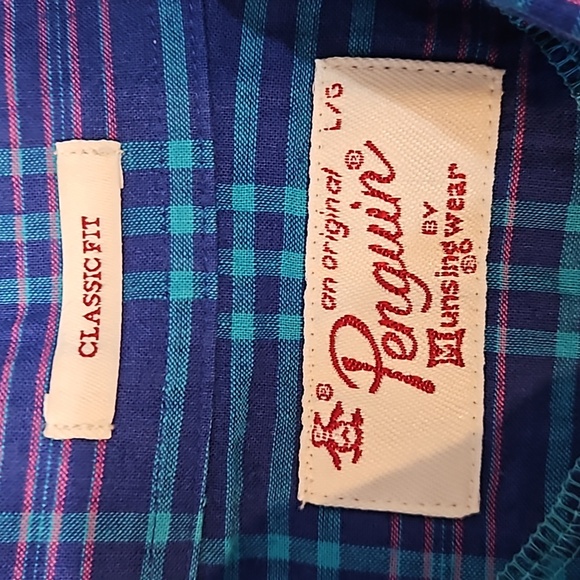 CLASSIC FIT
an original L/G
Penguin®
BY
Munsingwear®
®